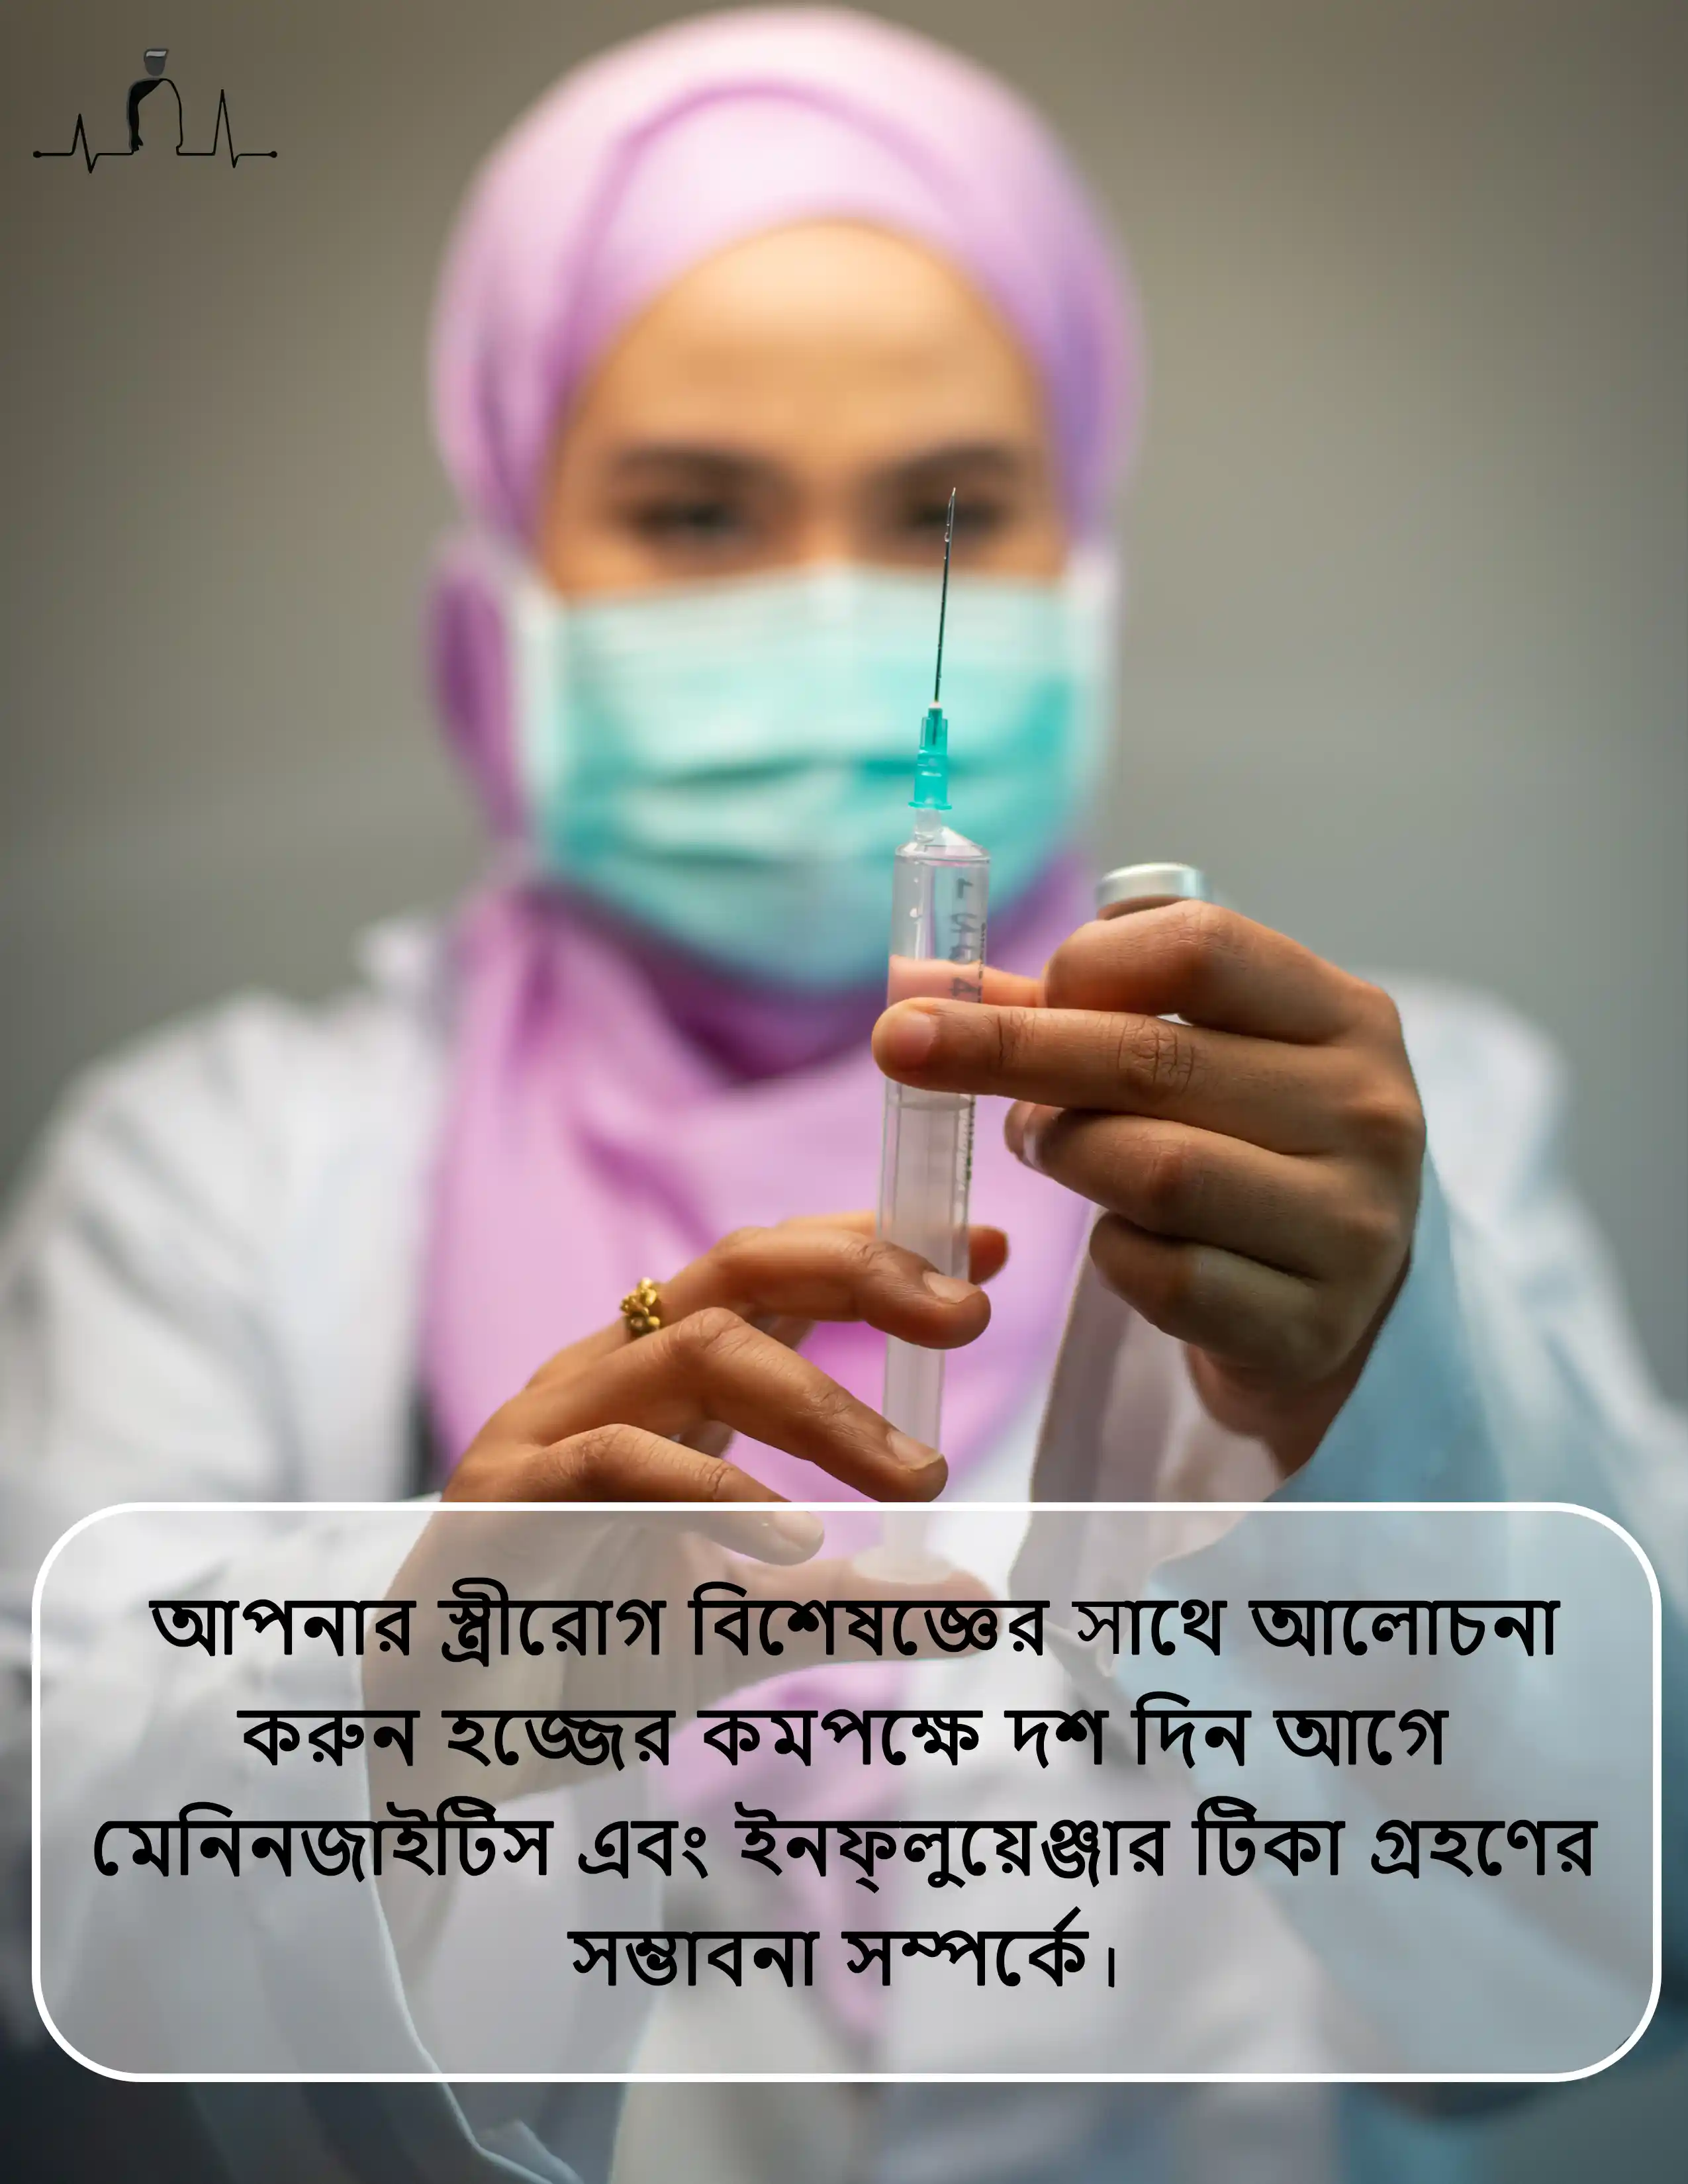 আপনার স্ত্রীরোগ বিশেষজ্ঞের সাথে আলোচনা
করুন হজ্জের কমপক্ষে দশ দিন আগে
মেনিনজাইটিস এবং ইনফ্লুয়েঞ্জার টিকা গ্রহণের
সম্ভাবনা সম্পর্কে।